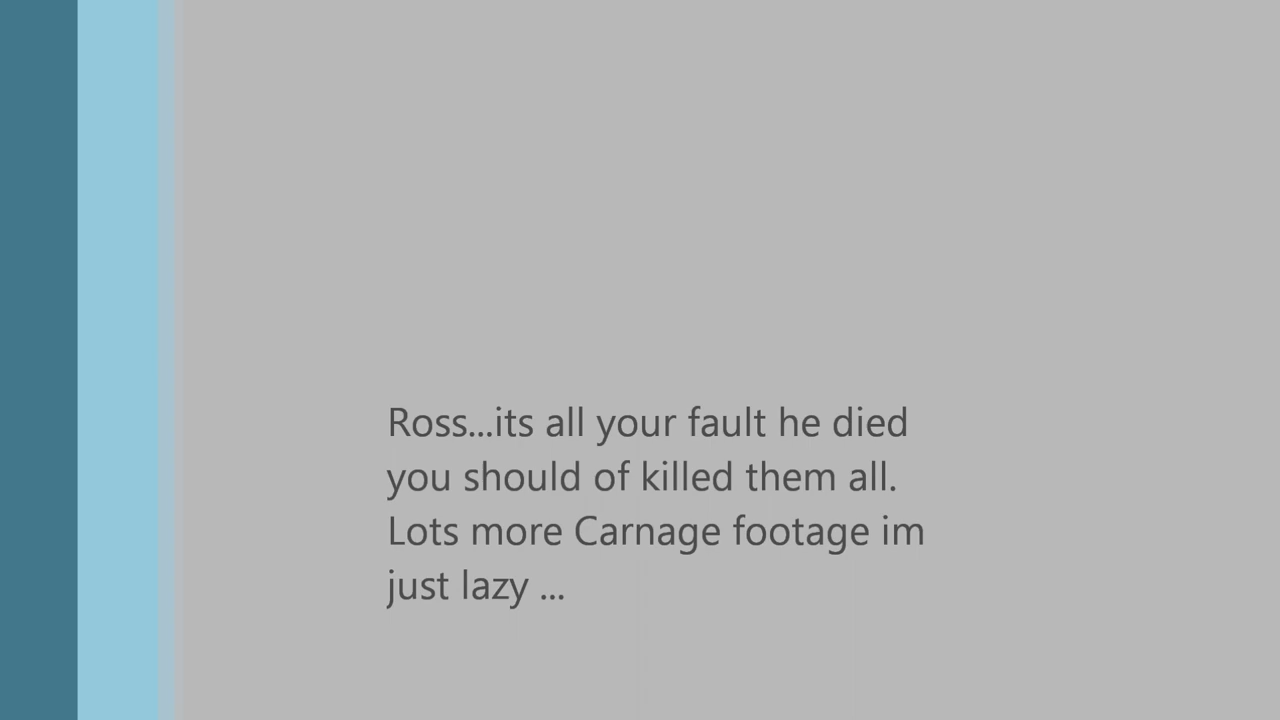 Ross...its all your fault he died
you should of killed them all.
Lots more Carnage footage im
just lazy ...